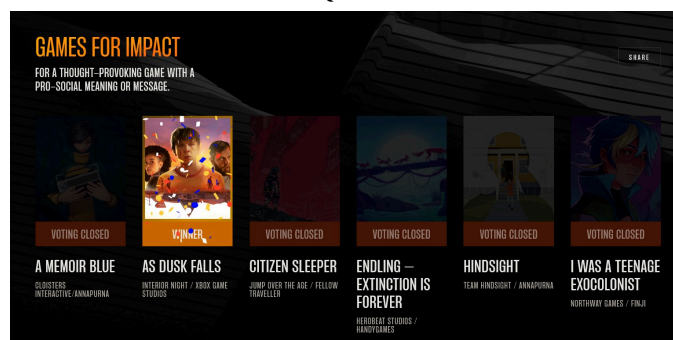 GAMES FOR IMPACT
FOR A THOUGHT–PROVOKING GAME WITH A
PRO–SOCIAL MEANING OR MESSAGE.
SHARE
VOTING CLOSED
WINNER
VOTING CLOSED
VOTING CLOSED
VOTING CLOSED
VOTING CLOSED
A MEMOIR BLUE
CLOISTERS
INTERACTIVE/ANNAPURNA
AS DUSK FALLS
INTERIOR NIGHT / XBOX GAME
STUDIOS
CITIZEN SLEEPER
JUMP OVER THE AGE / FELLOW
TRAVELLER
ENDLING –
EXTINCTION IS
FOREVER
HEROBEAT STUDIOS /
HANDYGAMES
HINDSIGHT
TEAM HINDSIGHT / ANNAPURNA
I WAS A TEENAGE
EXOCOLONIST
NORTHWAY GAMES / FINJI